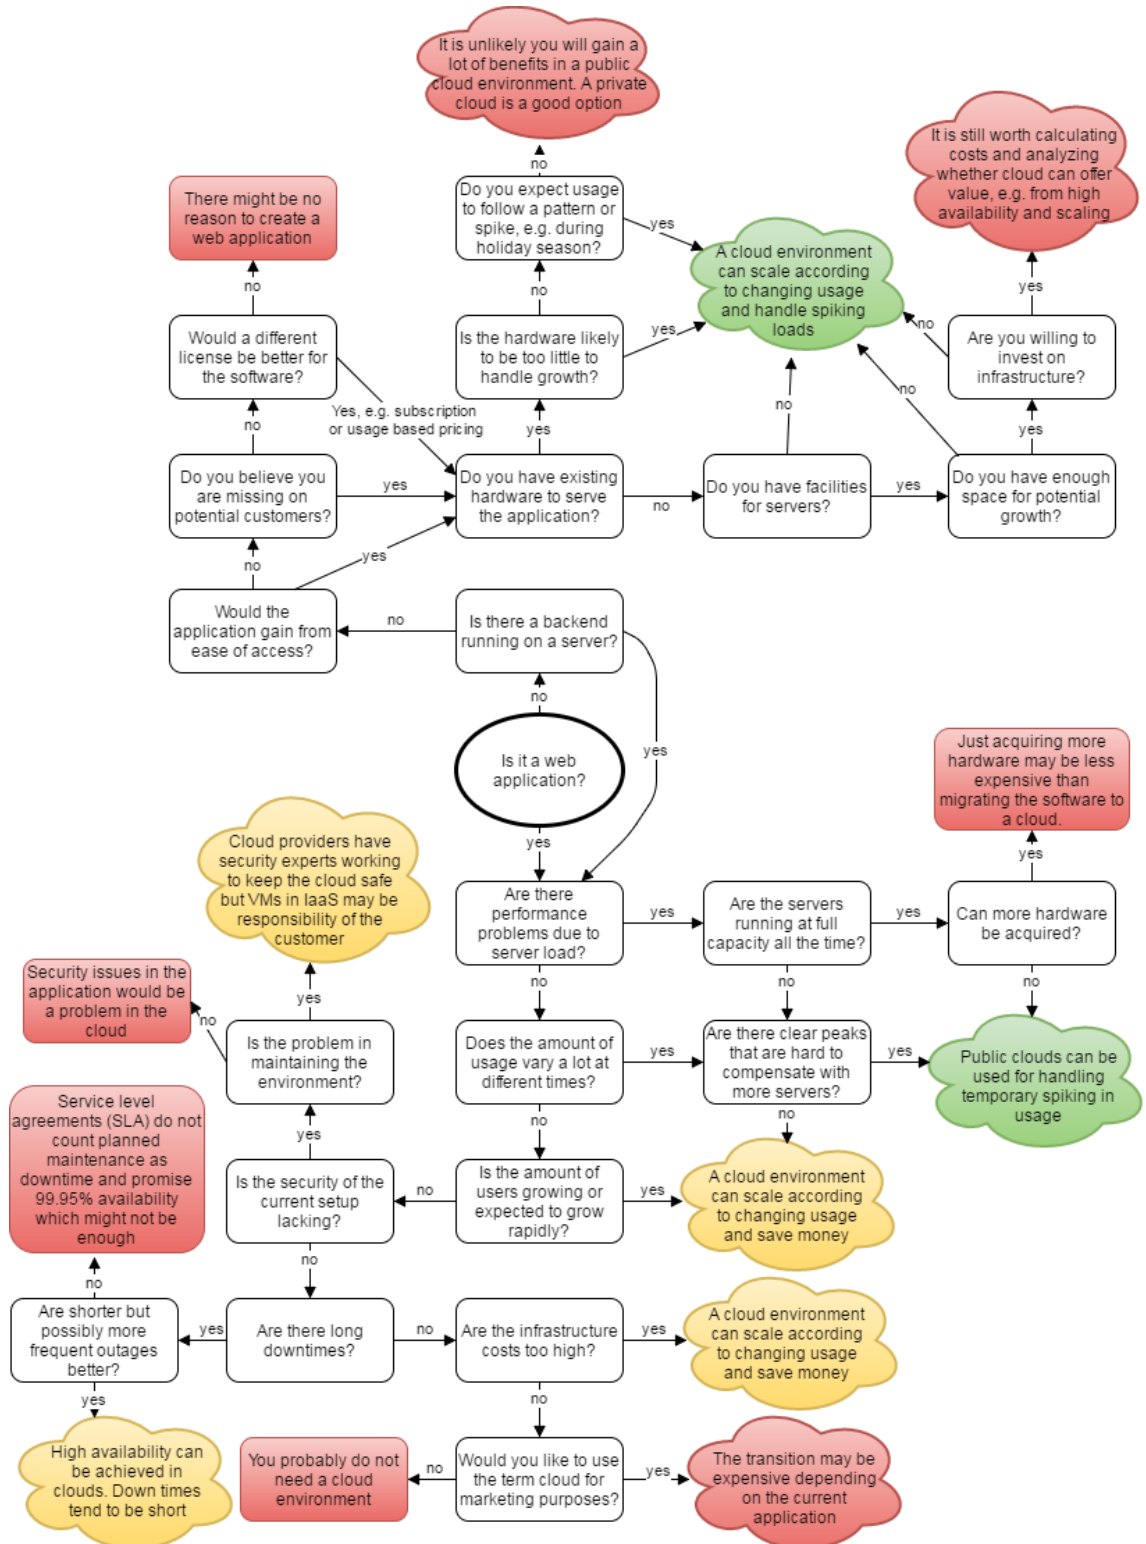 It is unlikely you will gain a
lot of benefits in a public
cloud environment. A private
cloud is a good option
It is still worth calculating
costs and analyzing
whether cloud can offer
value, e.g. from high
availability and scaling
no
There might be no
reason to create a
web application
Do you expect usage
to follow a pattern or
spike, e.g. during
holiday season?
yes
A cloud environment
can scale according
to changing usage
and handle spiking
loads
no
no
yes
Would a different
license be better for
the software?
Is the hardware likely
to be too little to
handle growth?
yes
no
Are you willing to
invest on
infrastructure?
Yes, e.g. subscription
or usage based pricing
no
yes
no
no
yes
Do you believe you
are missing on
potential customers?
yes
Do you have existing
hardware to serve
the application?
no
Do you have facilities
for servers?
yes
Do you have enough
space for potential
growth?
no
yes
Would the
application gain from
ease of access?
no
Is there a backend
running on a server?
no
yes
Is it a web
application?
Just acquiring more
hardware may be less
expensive than
migrating the software to
a cloud.
yes
yes
Cloud providers have
security experts working
to keep the cloud safe
but VMs in IaaS may be
responsibility of the
customer
Are there
performance
problems due to
server load?
yes
Are the servers
running at full
capacity all the time?
yes
Can more hardware
be acquired?
Security issues in the
application would be
a problem in the
cloud
yes
no
no
no
no
Is the problem in
maintaining the
environment?
Does the amount of
usage vary a lot at
different times?
yes
Are there clear peaks
that are hard to
compensate with
more servers?
yes
Public clouds can be
used for handling
temporary spiking in
usage
Service level
agreements (SLA) do not
count planned
maintenance as
downtime and promise
99.95% availability
which might not be
enough
yes
no
no
Is the security of the
current setup
lacking?
no
Is the amount of
users growing or
expected to grow
rapidly?
yes
A cloud environment
can scale according
to changing usage
and save money
no
no
Are shorter but
possibly more
frequent outages
better?
yes
Are there long
downtimes?
no
Are the infrastructure
costs too high?
yes
A cloud environment
can scale according
to changing usage
and save money
yes
no
High availability can
be achieved in
clouds. Down times
tend to be short
You probably do not
need a cloud
environment
no
Would you like to use
the term cloud for
marketing purposes?
yes
The transition may be
expensive depending
on the current
application